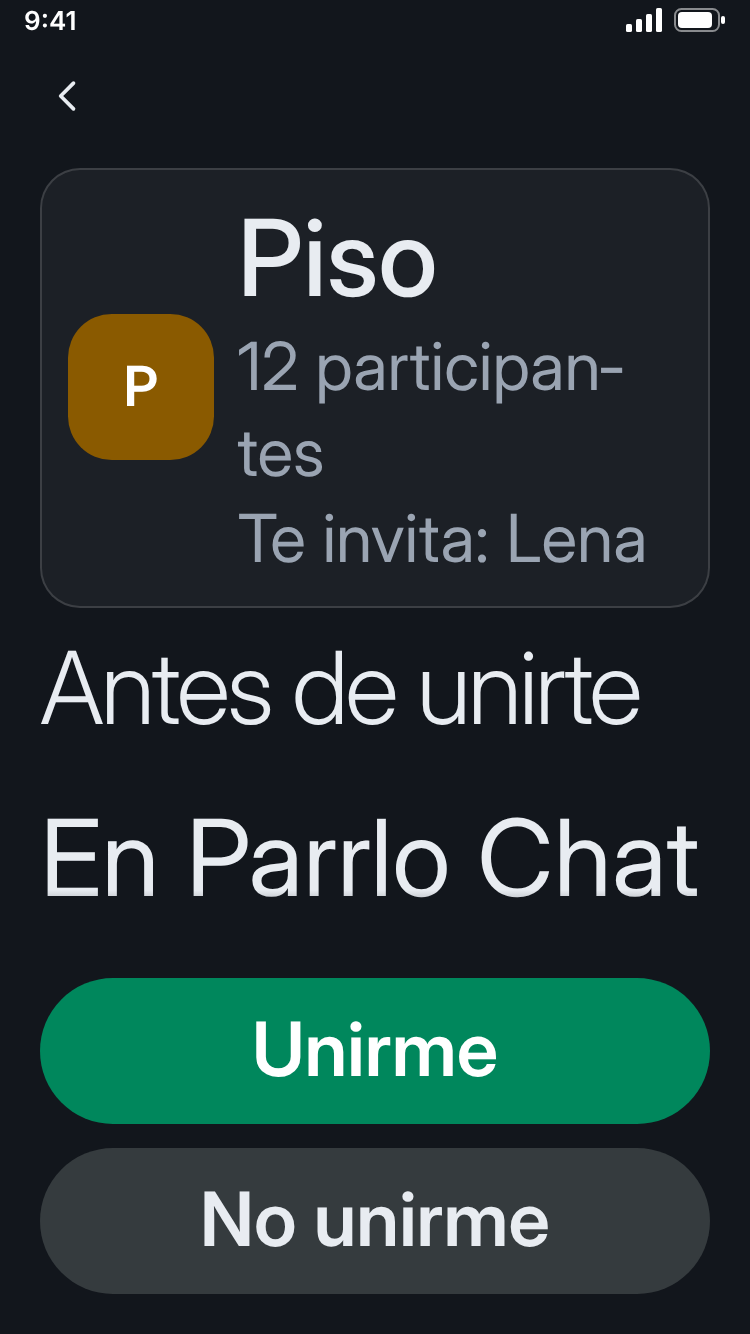 9:41
Piso
P
12 participan-
tes
Te invita: Lena
Antes de unirte
En Parrlo Chat
Unirme
No unirme